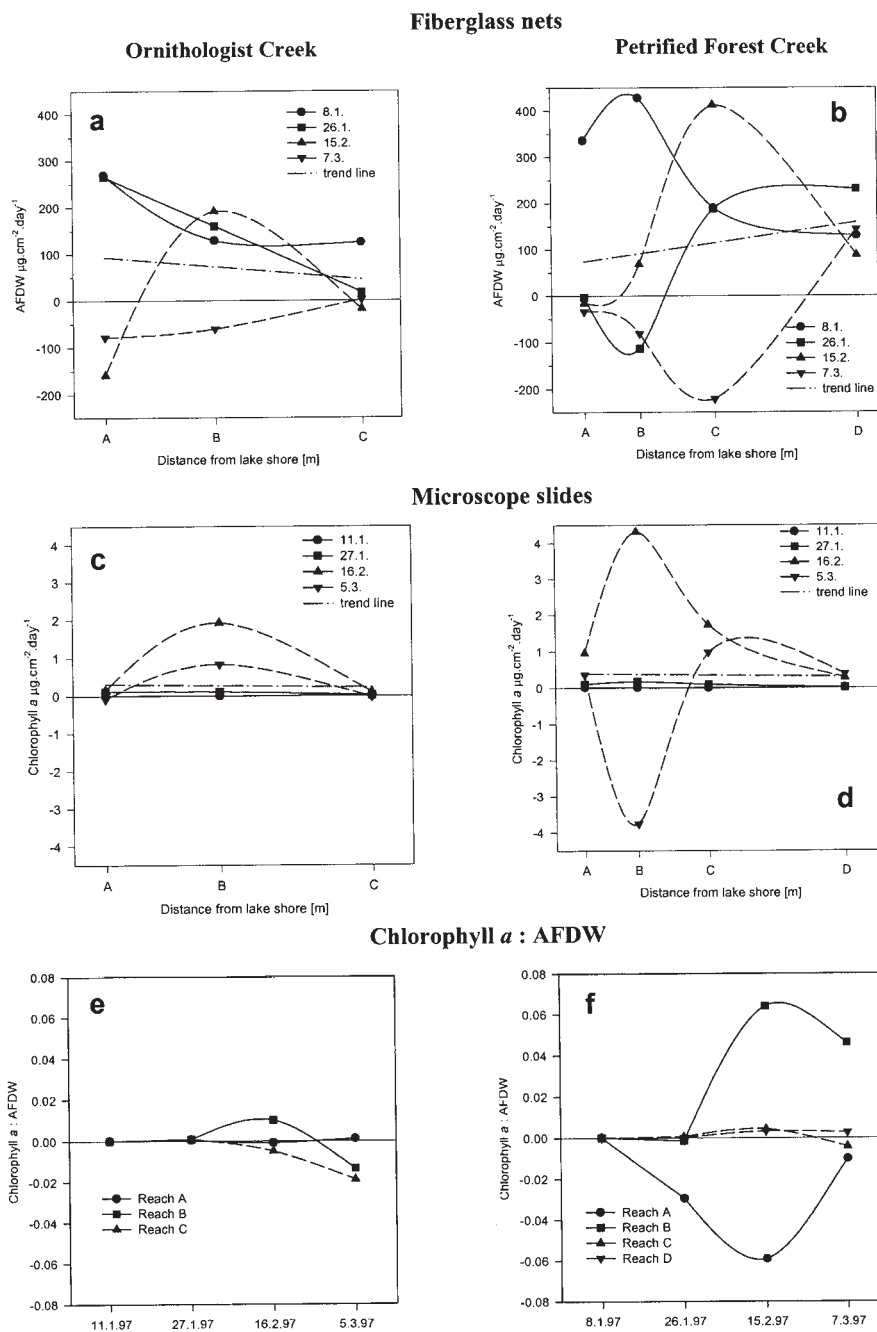 Fiberglass nets
Ornithologist Creek
Petrified Forest Creek
a
400
300
200
100
0
-100
-200
AFDW µg.cm⁻².day⁻¹
8.1.
26.1.
15.2.
7.3.
trend line
A B C
Distance from lake shore [m]
b
400
300
200
100
0
-100
-200
AFDW µg.cm⁻².day⁻¹
8.1.
26.1.
15.2.
7.3.
trend line
A B C D
Distance from lake shore [m]
Microscope slides
c
4
3
2
1
0
-1
-2
-3
-4
Chlorophyll a µg.cm⁻².day⁻¹
11.1.
27.1.
16.2.
5.3.
trend line
A B C
Distance from lake shore [m]
d
4
3
2
1
0
-1
-2
-3
-4
Chlorophyll a µg.cm⁻².day⁻¹
11.1.
27.1.
16.2.
5.3.
trend line
A B C D
Distance from lake shore [m]
Chlorophyll a : AFDW
e
0.08
0.06
0.04
0.02
0.00
-0.02
-0.04
-0.06
-0.08
Chlorophyll a : AFDW
Reach A
Reach B
Reach C
11.1.97 27.1.97 16.2.97 5.3.97
f
0.08
0.06
0.04
0.02
0.00
-0.02
-0.04
-0.06
-0.08
Chlorophyll a : AFDW
Reach A
Reach B
Reach C
Reach D
8.1.97 26.1.97 15.2.97 7.3.97